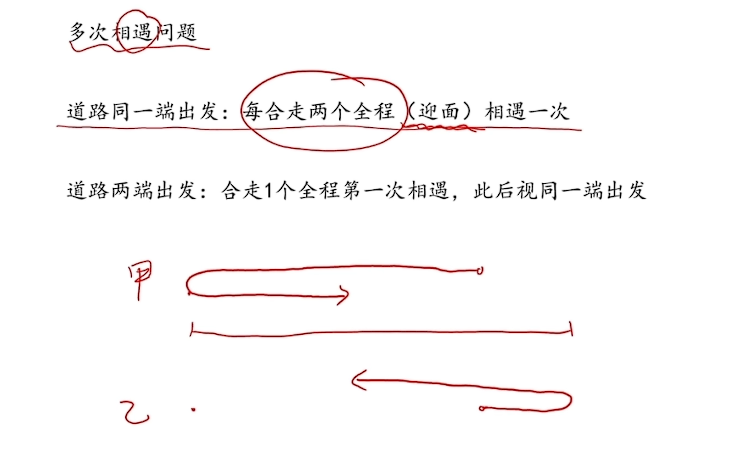 多次相遇问题
道路同一端出发：每合走两个全程（迎面）相遇一次
道路两端出发：合走1个全程第一次相遇，此后视同一端出发
甲
乙